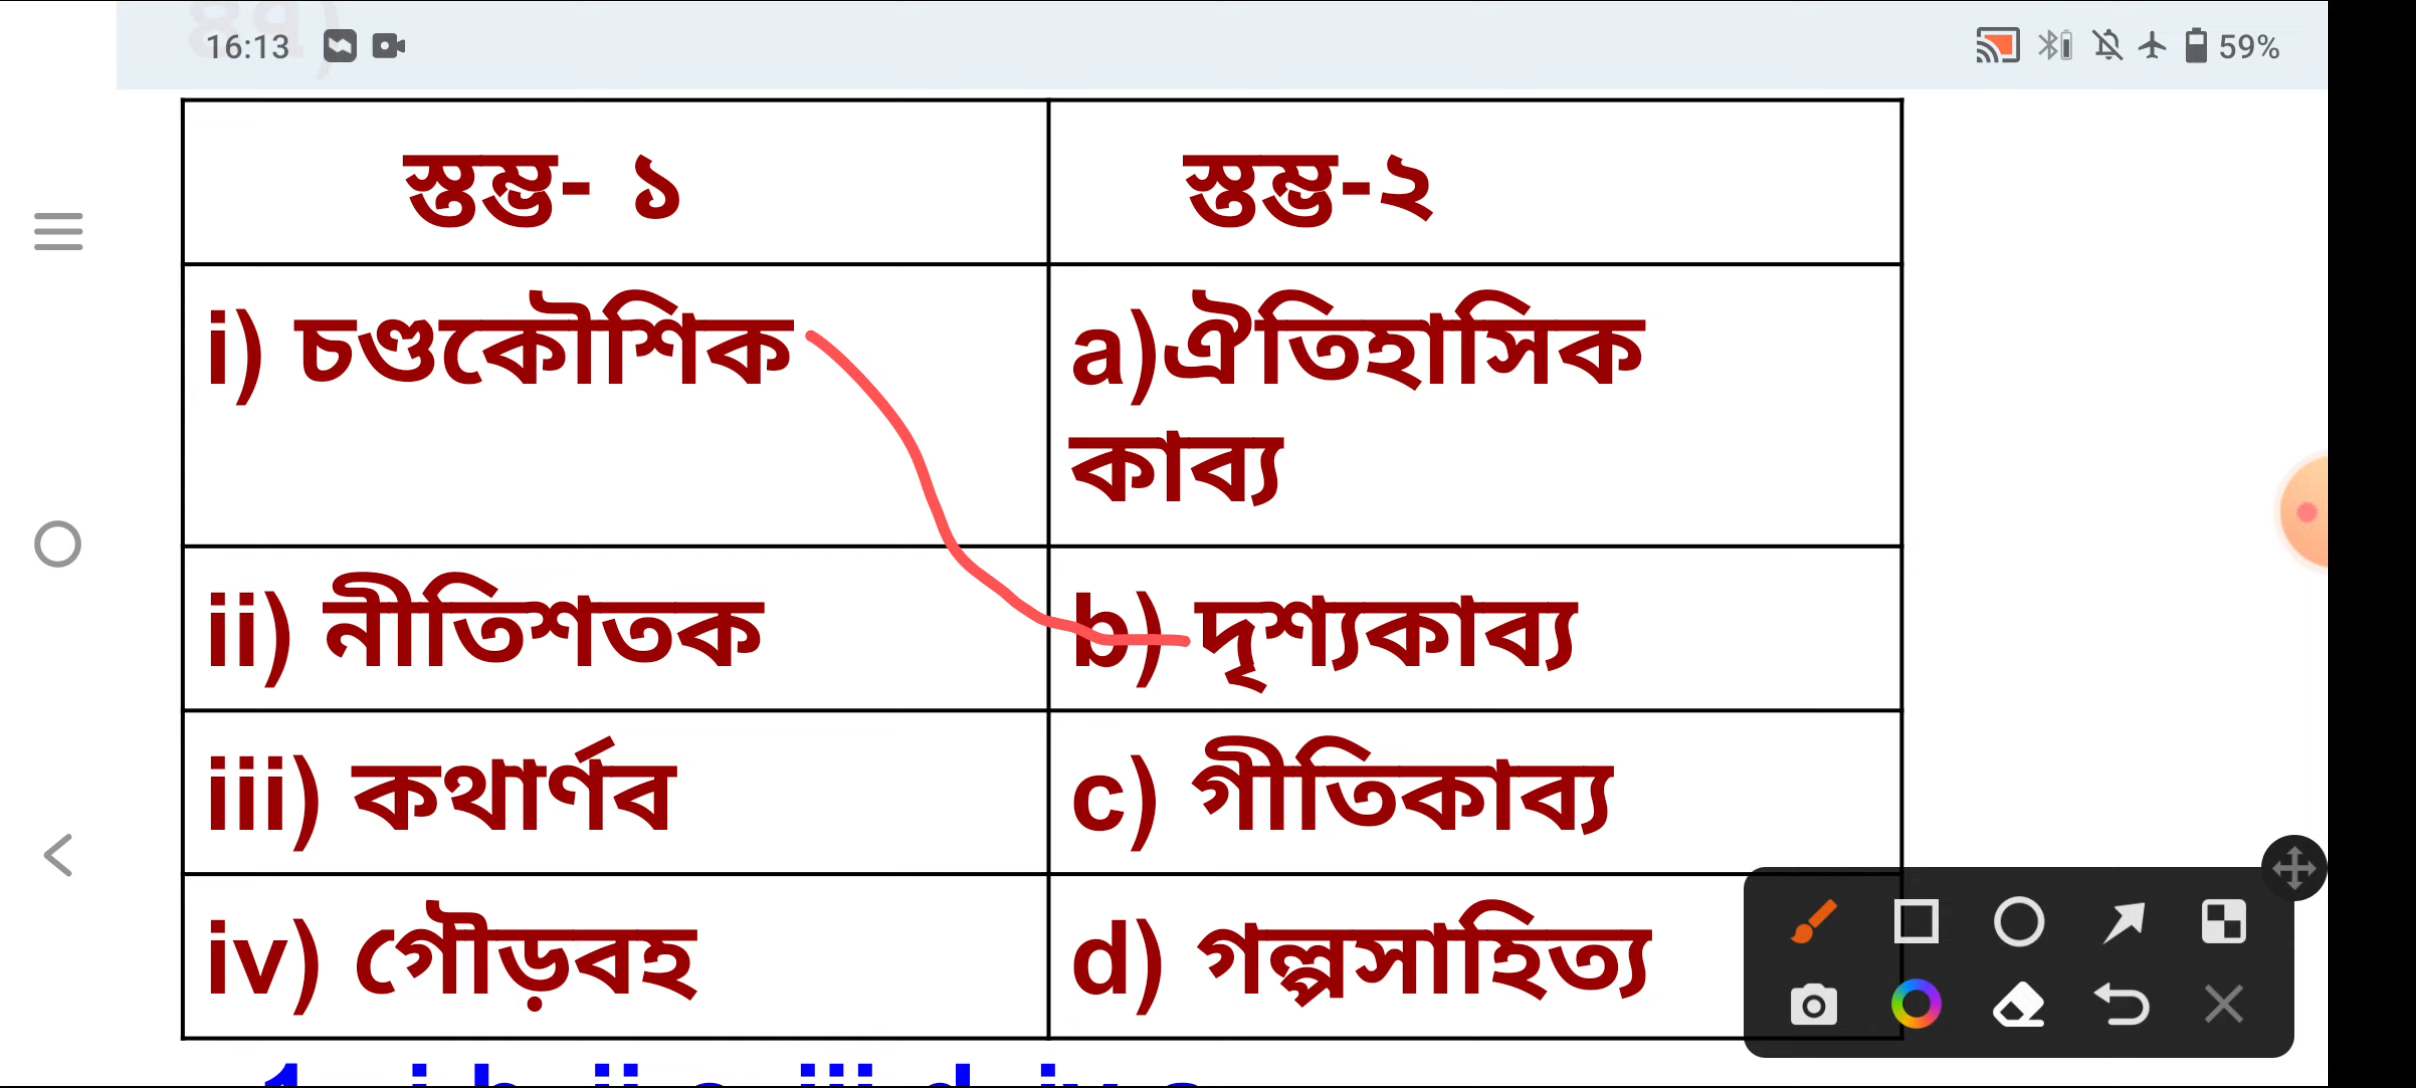 16:13
59%
স্তম্ভ- ১
স্তম্ভ-২
i) চণ্ডকৌশিক
a)ঐতিহাসিক
কাব্য
ii) নীতিশতক
b) দৃশ্যকাব্য
iii) কথার্ণব
c) গীতিকাব্য
iv) গৌড়বহ
d) গল্পসাহিত্য